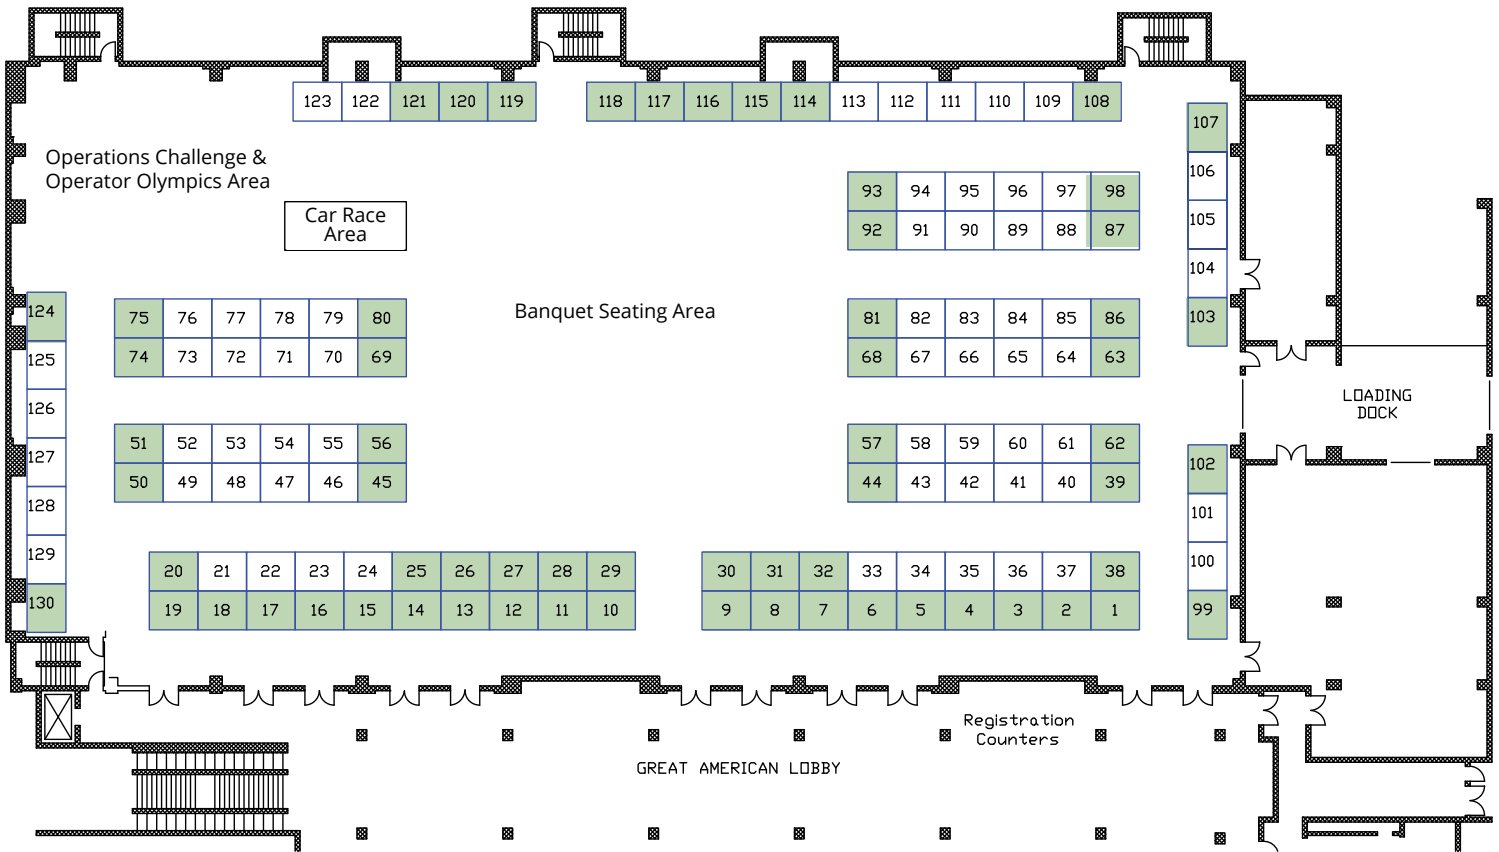 123 122 121 120 119 118 117 116 115 114 113 112 111 110 109 108
107
106
105
104
103
Operations Challenge &
Operator Olympics Area
Car Race
Area
93 94 95 96 97 98
92 91 90 89 88 87
Banquet Seating Area
124
125
126
127
128
129
130
75 76 77 78 79 80
74 73 72 71 70 69
81 82 83 84 85 86
68 67 66 65 64 63
LOADING
DOCK
51 52 53 54 55 56
50 49 48 47 46 45
57 58 59 60 61 62
44 43 42 41 40 39
102
101
100
99
20 21 22 23 24 25 26 27 28 29
19 18 17 16 15 14 13 12 11 10
30 31 32 33 34 35 36 37 38
9 8 7 6 5 4 3 2 1
Registration
Counters
GREAT AMERICAN LOBBY